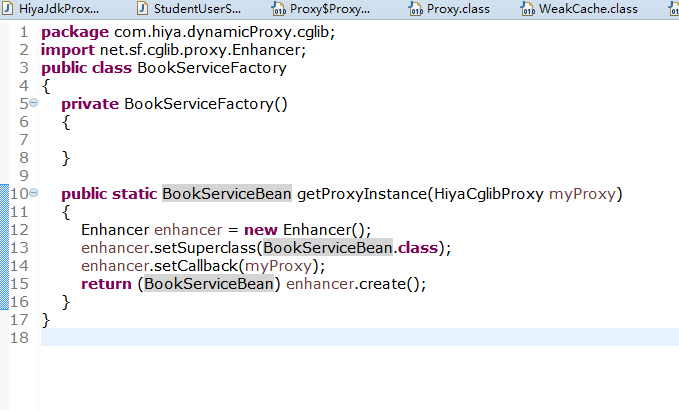 HiyaJdkProx... StudentUserS... Proxy$Proxy... Proxy.class WeakCache.class
1 package com.hiya.dynamicProxy.cglib;
2 import net.sf.cglib.proxy.Enhancer;
3 public class BookServiceFactory
4 {
5 private BookServiceFactory()
6 {
7
8 }
9
10 public static BookServiceBean getProxyInstance(HiyaCglibProxy myProxy)
11 {
12 Enhancer enhancer = new Enhancer();
13 enhancer.setSuperclass(BookServiceBean.class);
14 enhancer.setCallback(myProxy);
15 return (BookServiceBean) enhancer.create();
16 }
17 }
18